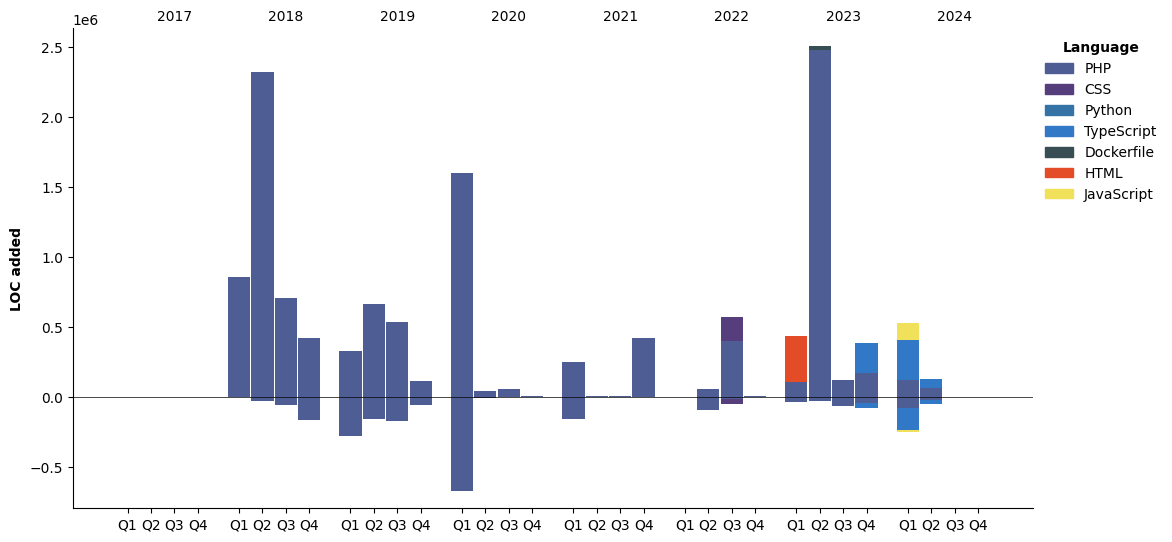 2017 2018 2019 2020 2021 2022 2023 2024
1e6
Language
PHP
CSS
Python
TypeScript
Dockerfile
HTML
JavaScript
LOC added
2.5
2.0
1.5
1.0
0.5
0.0
−0.5
Q1 Q2 Q3 Q4 Q1 Q2 Q3 Q4 Q1 Q2 Q3 Q4 Q1 Q2 Q3 Q4 Q1 Q2 Q3 Q4 Q1 Q2 Q3 Q4 Q1 Q2 Q3 Q4 Q1 Q2 Q3 Q4